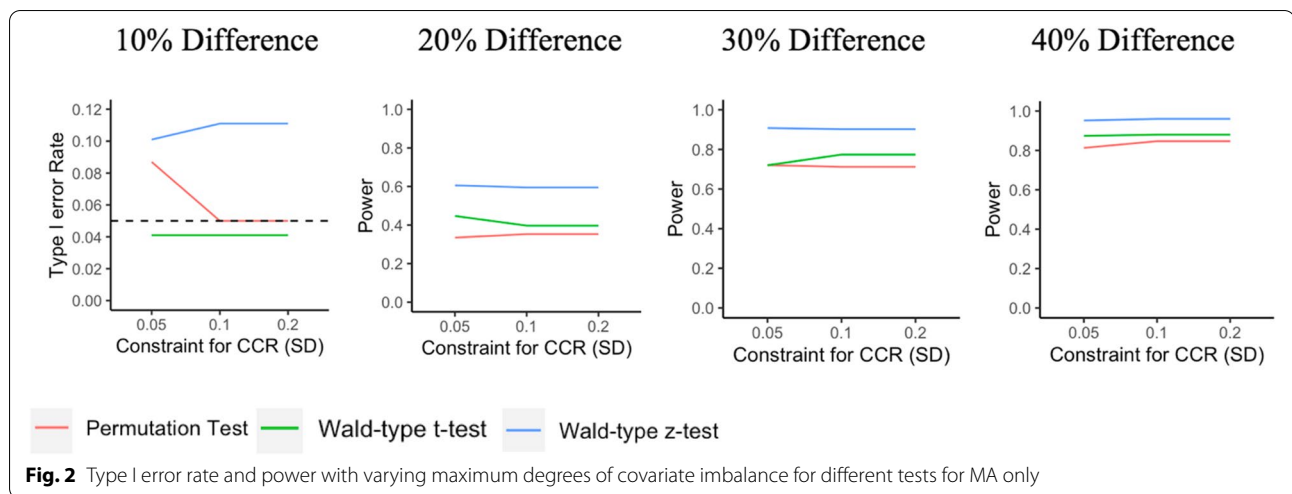 10% Difference
20% Difference
30% Difference
40% Difference
Type I error Rate
0.12
0.10
0.08
0.06
0.04
0.02
0.00
0.05
0.1
0.2
Constraint for CCR (SD)
Power
1.0
0.8
0.6
0.4
0.2
0.0
0.05
0.1
0.2
Constraint for CCR (SD)
Power
1.0
0.8
0.6
0.4
0.2
0.0
0.05
0.1
0.2
Constraint for CCR (SD)
Power
1.0
0.8
0.6
0.4
0.2
0.0
0.05
0.1
0.2
Constraint for CCR (SD)
Permutation Test
Wald-type t-test
Wald-type z-test
Fig. 2 Type I error rate and power with varying maximum degrees of covariate imbalance for different tests for MA only